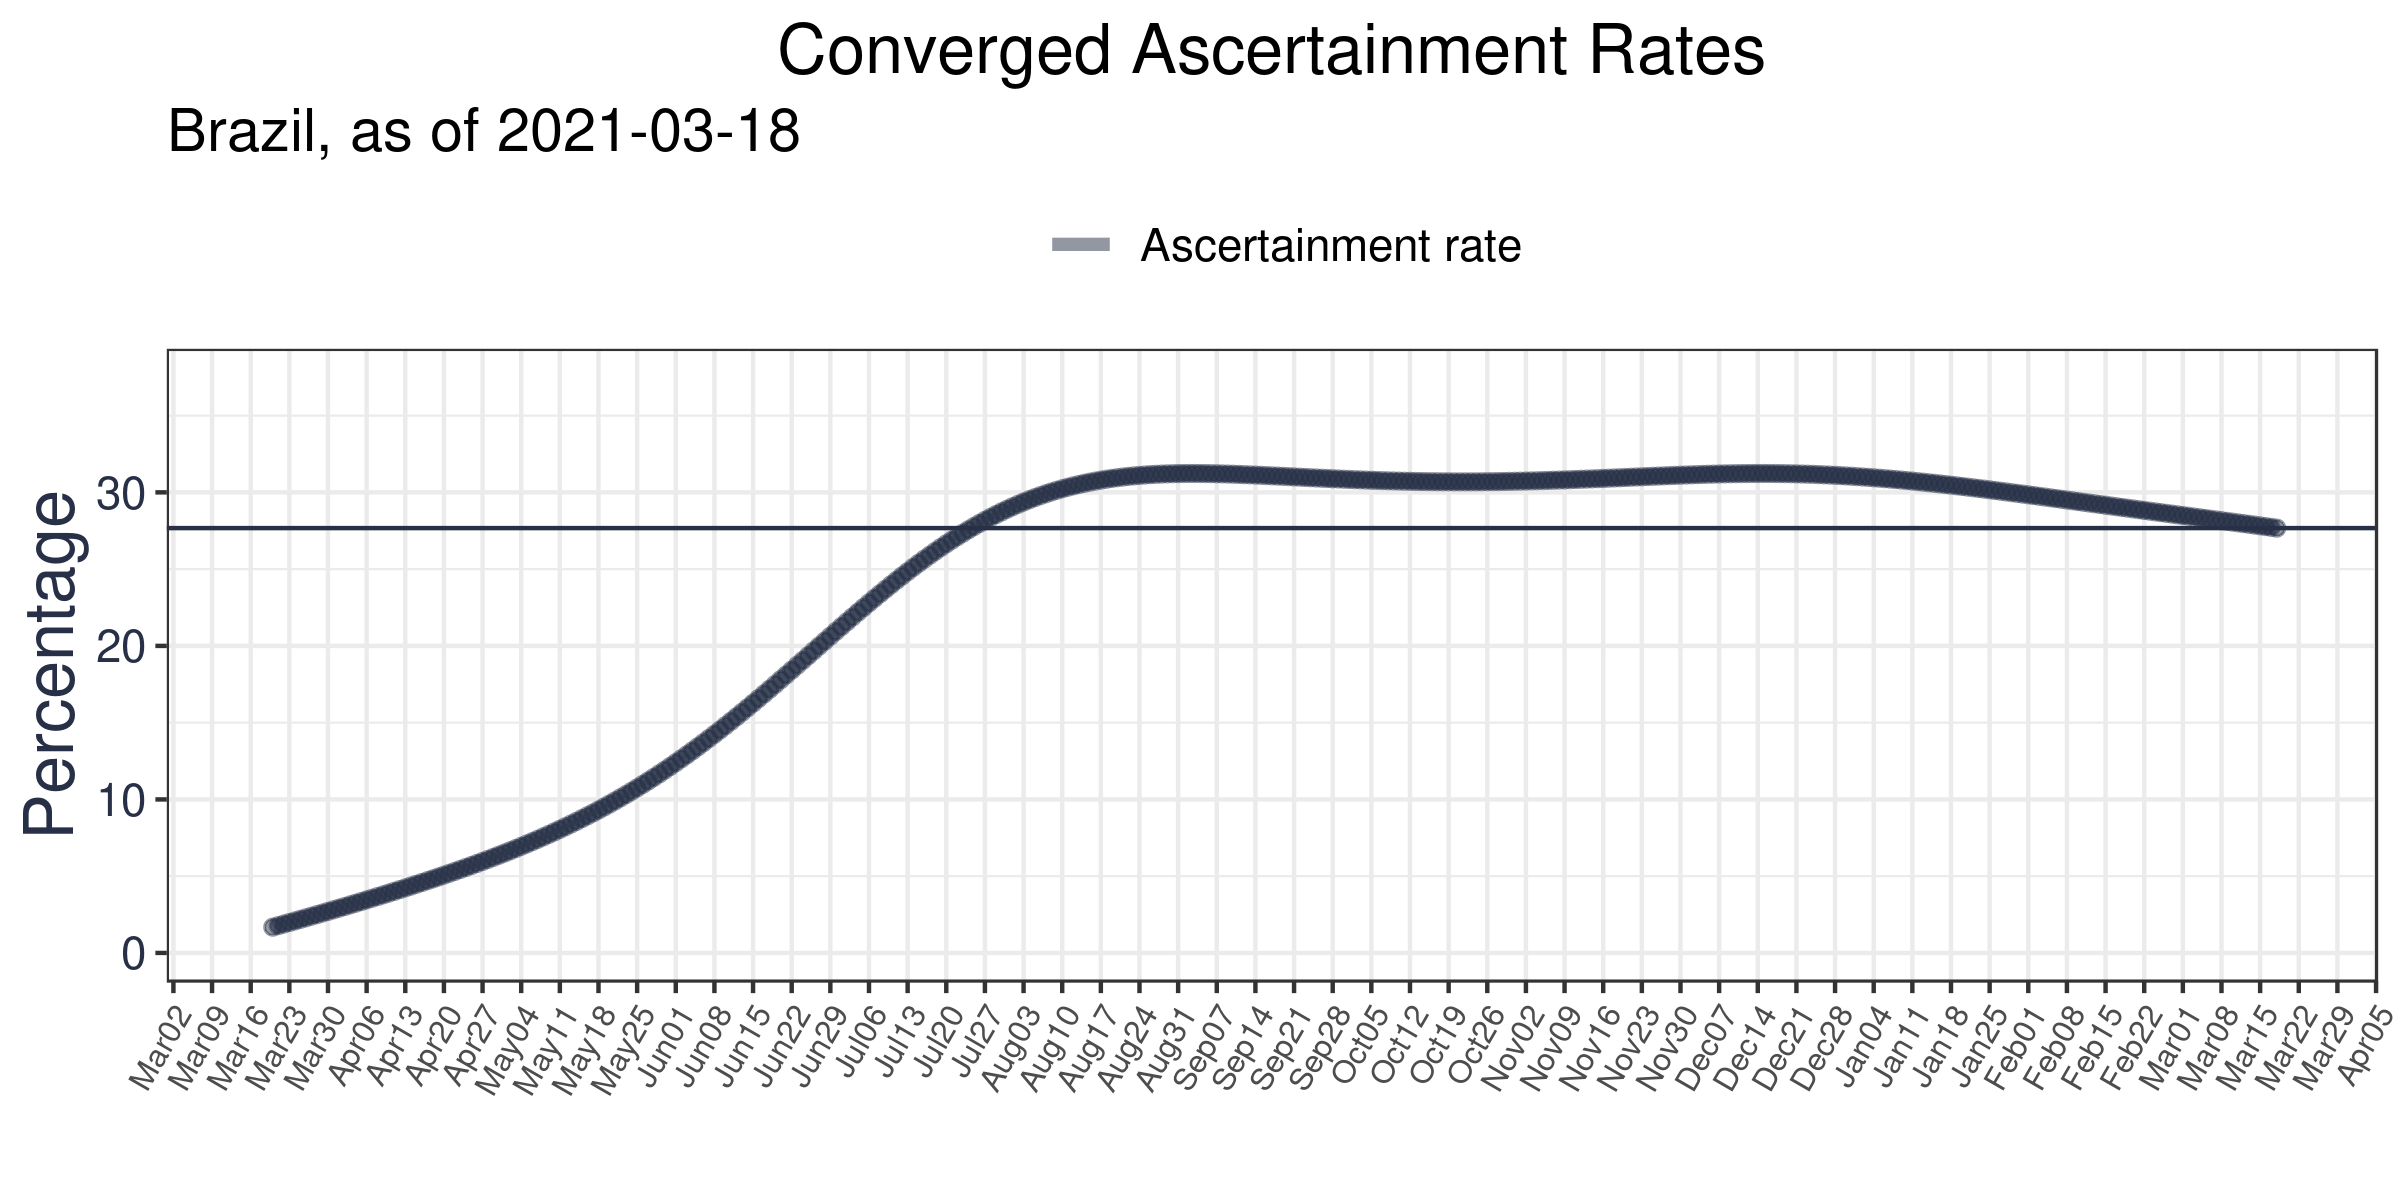 Converged Ascertainment Rates
Brazil, as of 2021-03-18
Ascertainment rate
Percentage
30
20
10
0
Mar02
Mar09
Mar16
Mar23
Mar30
Apr06
Apr13
Apr20
Apr27
May04
May11
May18
May25
Jun01
Jun08
Jun15
Jun22
Jun29
Jul06
Jul13
Jul20
Jul27
Aug03
Aug10
Aug17
Aug24
Aug31
Sep07
Sep14
Sep21
Sep28
Oct05
Oct12
Oct19
Oct26
Nov02
Nov09
Nov16
Nov23
Nov30
Dec07
Dec14
Dec21
Dec28
Jan04
Jan11
Jan18
Jan25
Feb01
Feb08
Feb15
Feb22
Mar01
Mar08
Mar15
Mar22
Mar29
Apr05